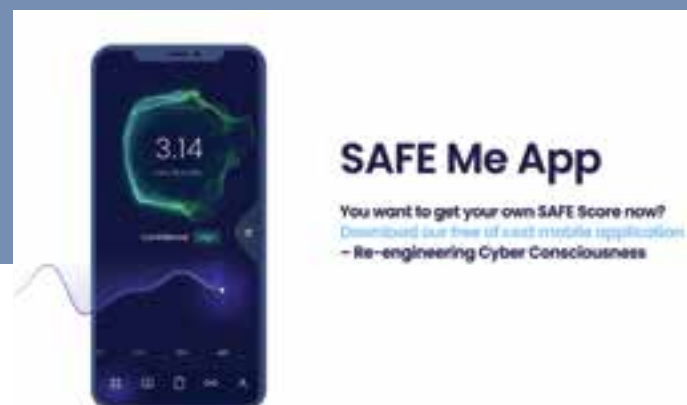 3.14
SAFE Me App
You want to get your own SAFE Score now?
Download our free of cost mobile application
– Re-engineering Cyber Consciousness